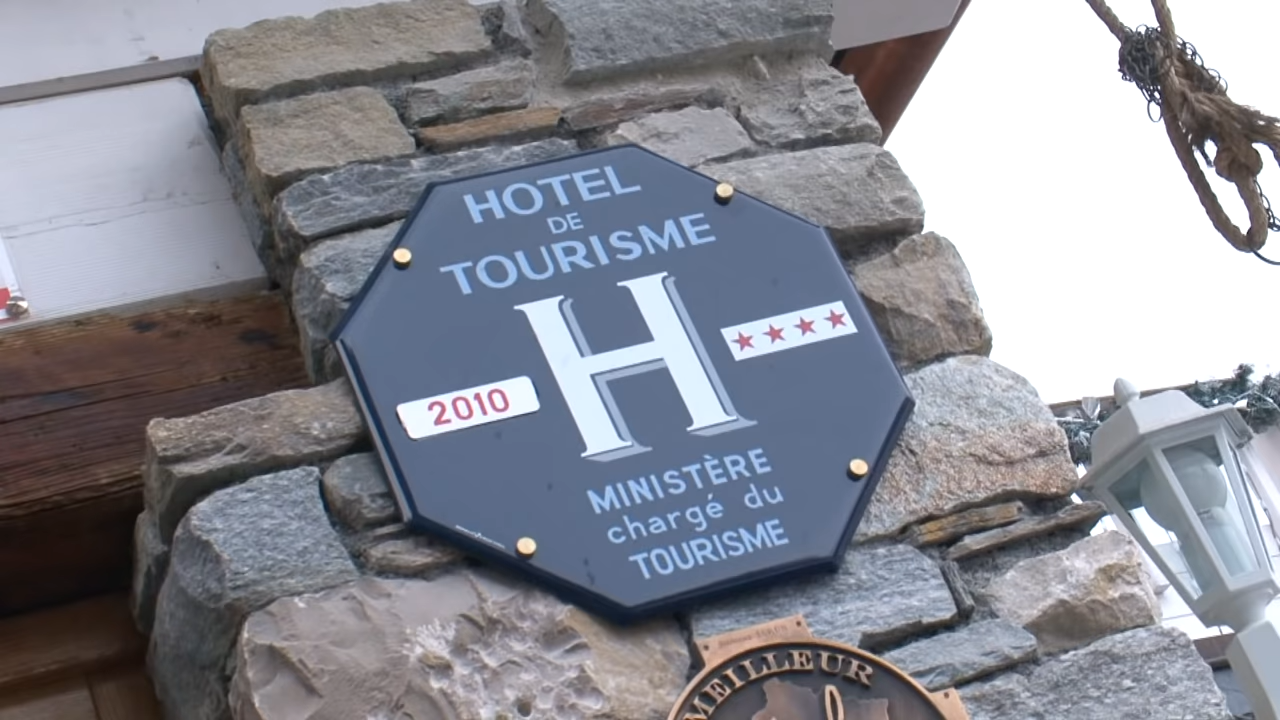 HOTEL
DE
TOURISME
H
★★★★
2010
MINISTÈRE
chargé du
TOURISME
MEILLEUR